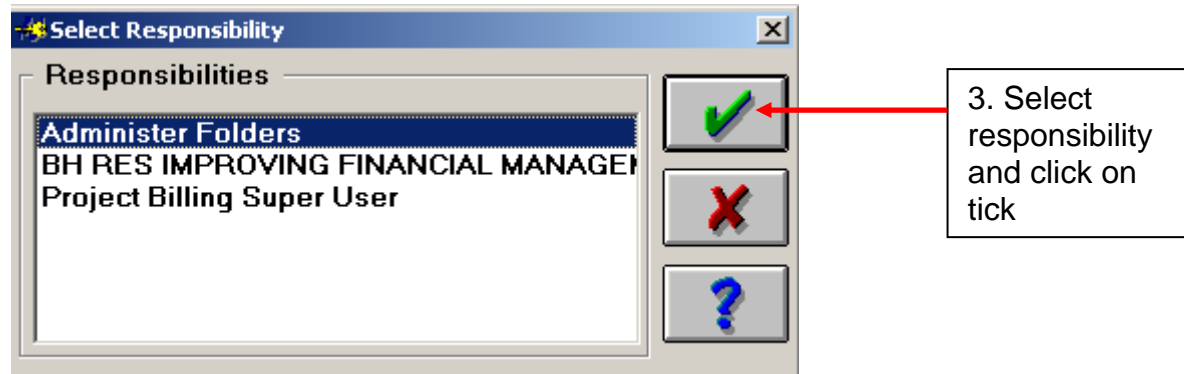 Select Responsibility
Responsibilities
Administer Folders
BH RES IMPROVING FINANCIAL MANAGE
Project Billing Super User
3. Select
responsibility
and click on
tick